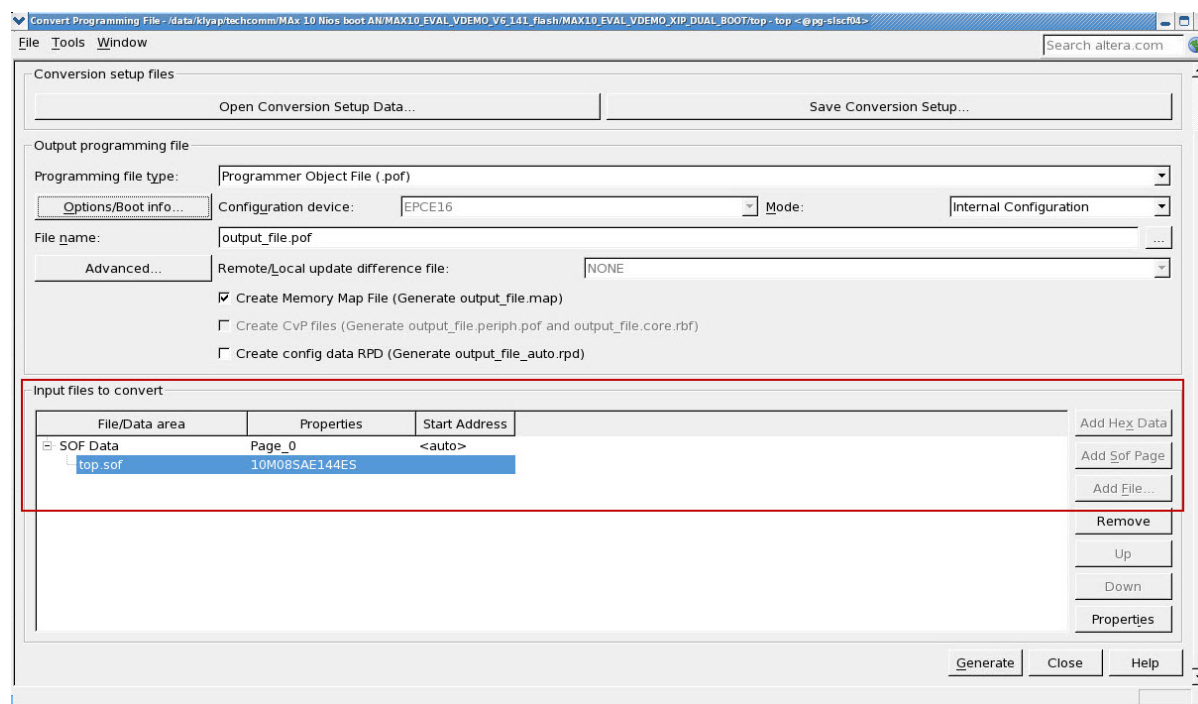 Convert Programming File - /data/klyap/techcomm/MAx 10 Nios boot AN/MAX10_EVAL_VDEMO_V6_141_flash/MAX10_EVAL_VDEMO_XIP_DUAL_BOOT/top - top <@pg-slscf04>
File Tools Window Search altera.com
Conversion setup files
Open Conversion Setup Data... Save Conversion Setup...
Output programming file
Programming file type: Programmer Object File (.pof)
Options/Boot info... Configuration device: EPCE16 Mode: Internal Configuration
File name: output_file.pof ...
Advanced... Remote/Local update difference file: NONE
Create Memory Map File (Generate output_file.map)
Create CvP files (Generate output_file.periph.pof and output_file.core.rbf)
Create config data RPD (Generate output_file_auto.rpd)
Input files to convert
File/Data area Properties Start Address Add Hex Data
SOF Data Page_0 <auto>
Add Sof Page
top.sof 10M08SAE144ES
Add File...
Remove
Up
Down
Properties
Generate Close Help